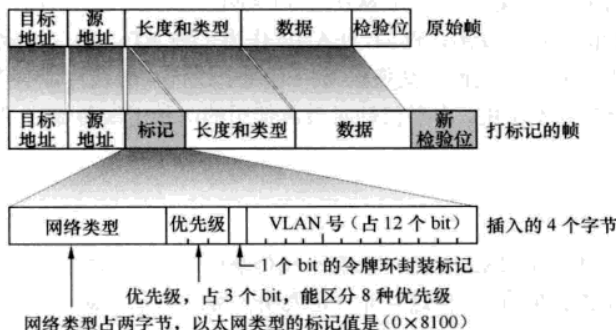 目标地址 源地址 长度和类型 数据 检验位 原始帧
目标地址 源地址 标记 长度和类型 数据 新检验位 打标记的帧
网络类型 优先级 VLAN 号（占 12 个 bit） 插入的 4 个字节
1 个 bit 的令牌环封装标记
优先级，占 3 个 bit，能区分 8 种优先级
网络类型占两字节，以太网类型的标记值是（0×8100）